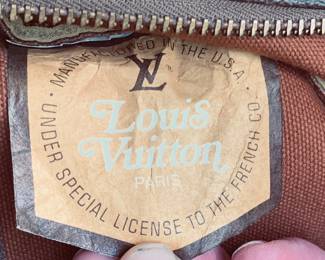 · MANUFACTURED IN THE U.S.A. ·
LV
Louis
Vuitton
PARIS
UNDER SPECIAL LICENSE TO THE FRENCH CO.